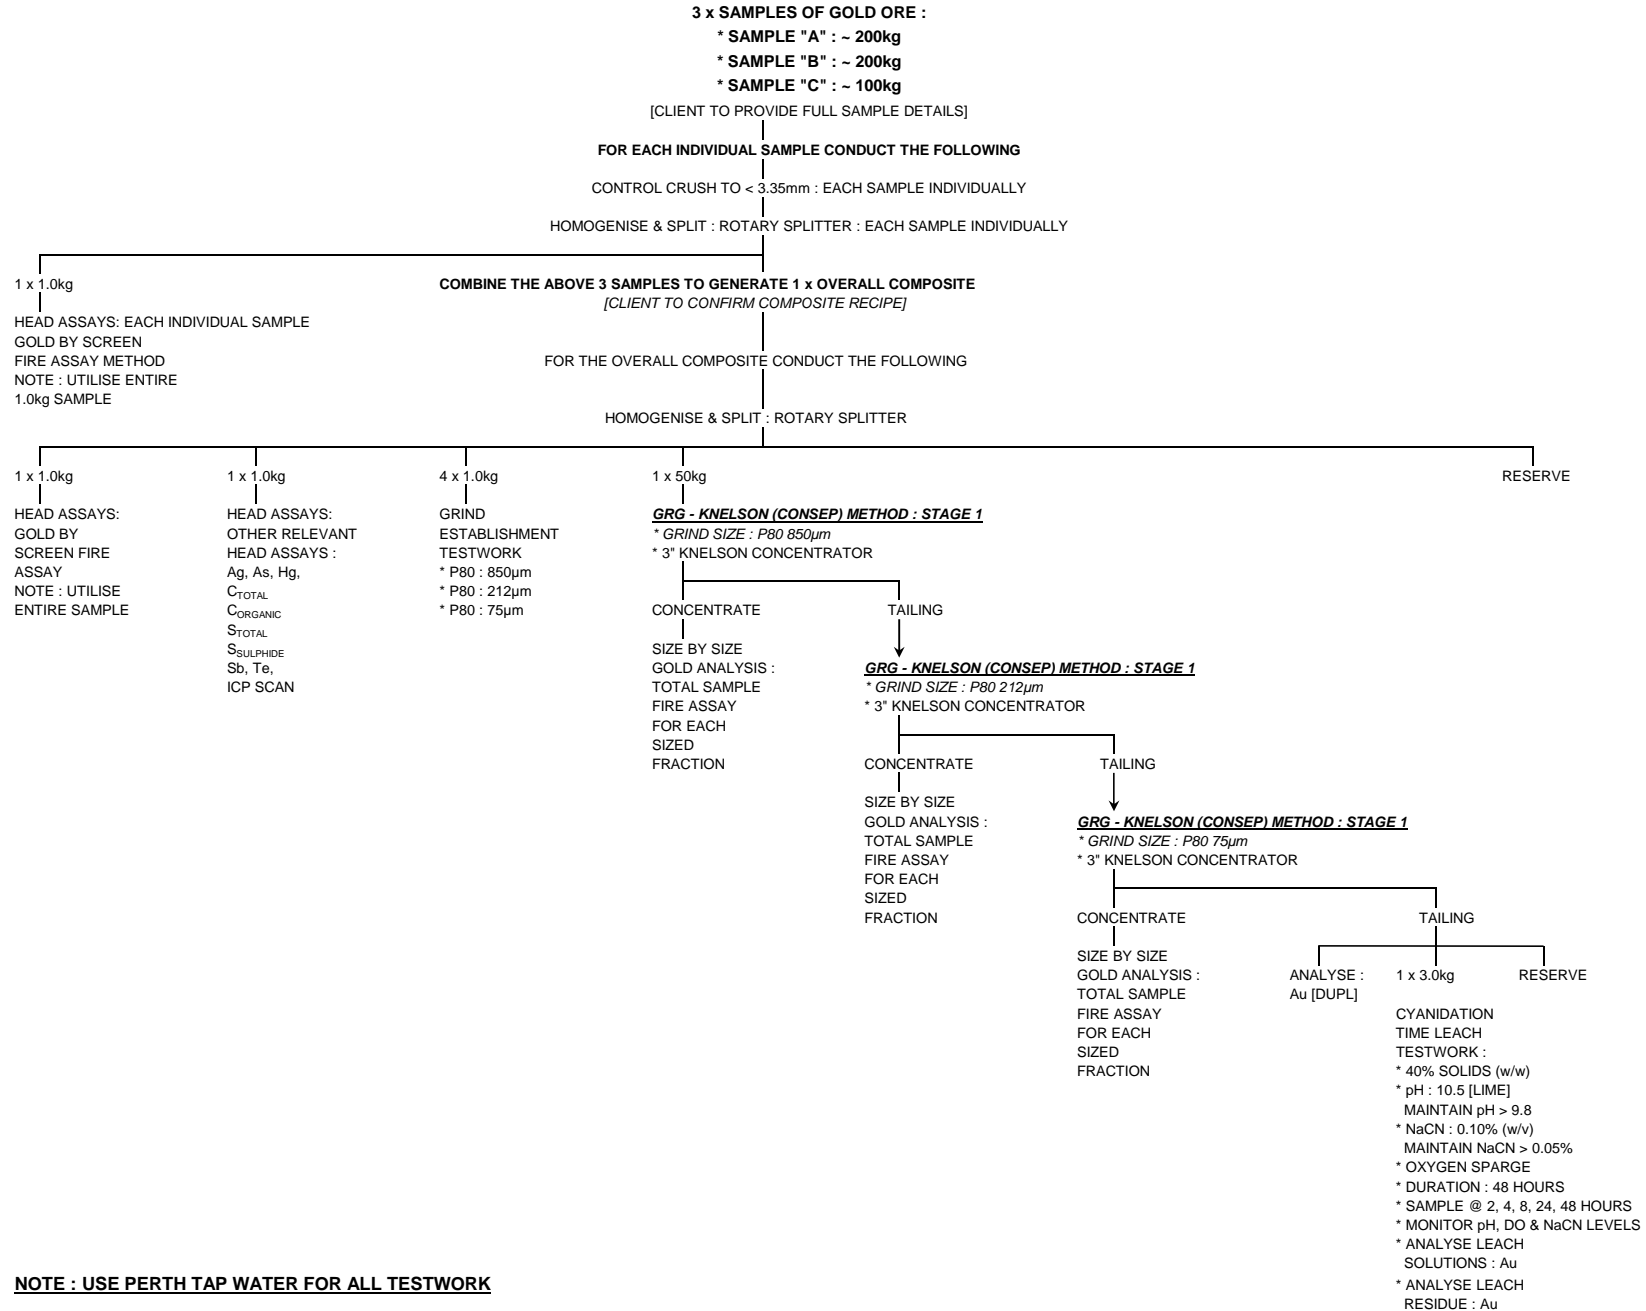 3 x SAMPLES OF GOLD ORE :
* SAMPLE "A" : ~ 200kg
* SAMPLE "B" : ~ 200kg
* SAMPLE "C" : ~ 100kg
[CLIENT TO PROVIDE FULL SAMPLE DETAILS]
FOR EACH INDIVIDUAL SAMPLE CONDUCT THE FOLLOWING
CONTROL CRUSH TO < 3.35mm : EACH SAMPLE INDIVIDUALLY
HOMOGENISE & SPLIT : ROTARY SPLITTER : EACH SAMPLE INDIVIDUALLY
1 x 1.0kg
HEAD ASSAYS: EACH INDIVIDUAL SAMPLE
GOLD BY SCREEN
FIRE ASSAY METHOD
NOTE : UTILISE ENTIRE
1.0kg SAMPLE
COMBINE THE ABOVE 3 SAMPLES TO GENERATE 1 x OVERALL COMPOSITE
[CLIENT TO CONFIRM COMPOSITE RECIPE]
FOR THE OVERALL COMPOSITE CONDUCT THE FOLLOWING
HOMOGENISE & SPLIT : ROTARY SPLITTER
1 x 1.0kg
HEAD ASSAYS:
GOLD BY
SCREEN FIRE
ASSAY
NOTE : UTILISE
ENTIRE SAMPLE
1 x 1.0kg
HEAD ASSAYS:
OTHER RELEVANT
HEAD ASSAYS :
Ag, As, Hg,
CTOTAL
CORGANIC
STOTAL
SSULPHIDE
Sb, Te,
ICP SCAN
4 x 1.0kg
GRIND
ESTABLISHMENT
TESTWORK
* P80 : 850µm
* P80 : 212µm
* P80 : 75µm
1 x 50kg
GRG - KNELSON (CONSEP) METHOD : STAGE 1
* GRIND SIZE : P80 850µm
* 3" KNELSON CONCENTRATOR
RESERVE
CONCENTRATE
SIZE BY SIZE
GOLD ANALYSIS :
TOTAL SAMPLE
FIRE ASSAY
FOR EACH
SIZED
FRACTION
TAILING
GRG - KNELSON (CONSEP) METHOD : STAGE 1
* GRIND SIZE : P80 212µm
* 3" KNELSON CONCENTRATOR
CONCENTRATE
SIZE BY SIZE
GOLD ANALYSIS :
TOTAL SAMPLE
FIRE ASSAY
FOR EACH
SIZED
FRACTION
TAILING
GRG - KNELSON (CONSEP) METHOD : STAGE 1
* GRIND SIZE : P80 75µm
* 3" KNELSON CONCENTRATOR
CONCENTRATE
SIZE BY SIZE
GOLD ANALYSIS :
TOTAL SAMPLE
FIRE ASSAY
FOR EACH
SIZED
FRACTION
TAILING
ANALYSE :
Au [DUPL]
1 x 3.0kg
CYANIDATION
TIME LEACH
TESTWORK :
* 40% SOLIDS (w/w)
* pH : 10.5 [LIME]
MAINTAIN pH > 9.8
* NaCN : 0.10% (w/v)
MAINTAIN NaCN > 0.05%
* OXYGEN SPARGE
* DURATION : 48 HOURS
* SAMPLE @ 2, 4, 8, 24, 48 HOURS
* MONITOR pH, DO & NaCN LEVELS
* ANALYSE LEACH
SOLUTIONS : Au
* ANALYSE LEACH
RESIDUE : Au
RESERVE
NOTE : USE PERTH TAP WATER FOR ALL TESTWORK